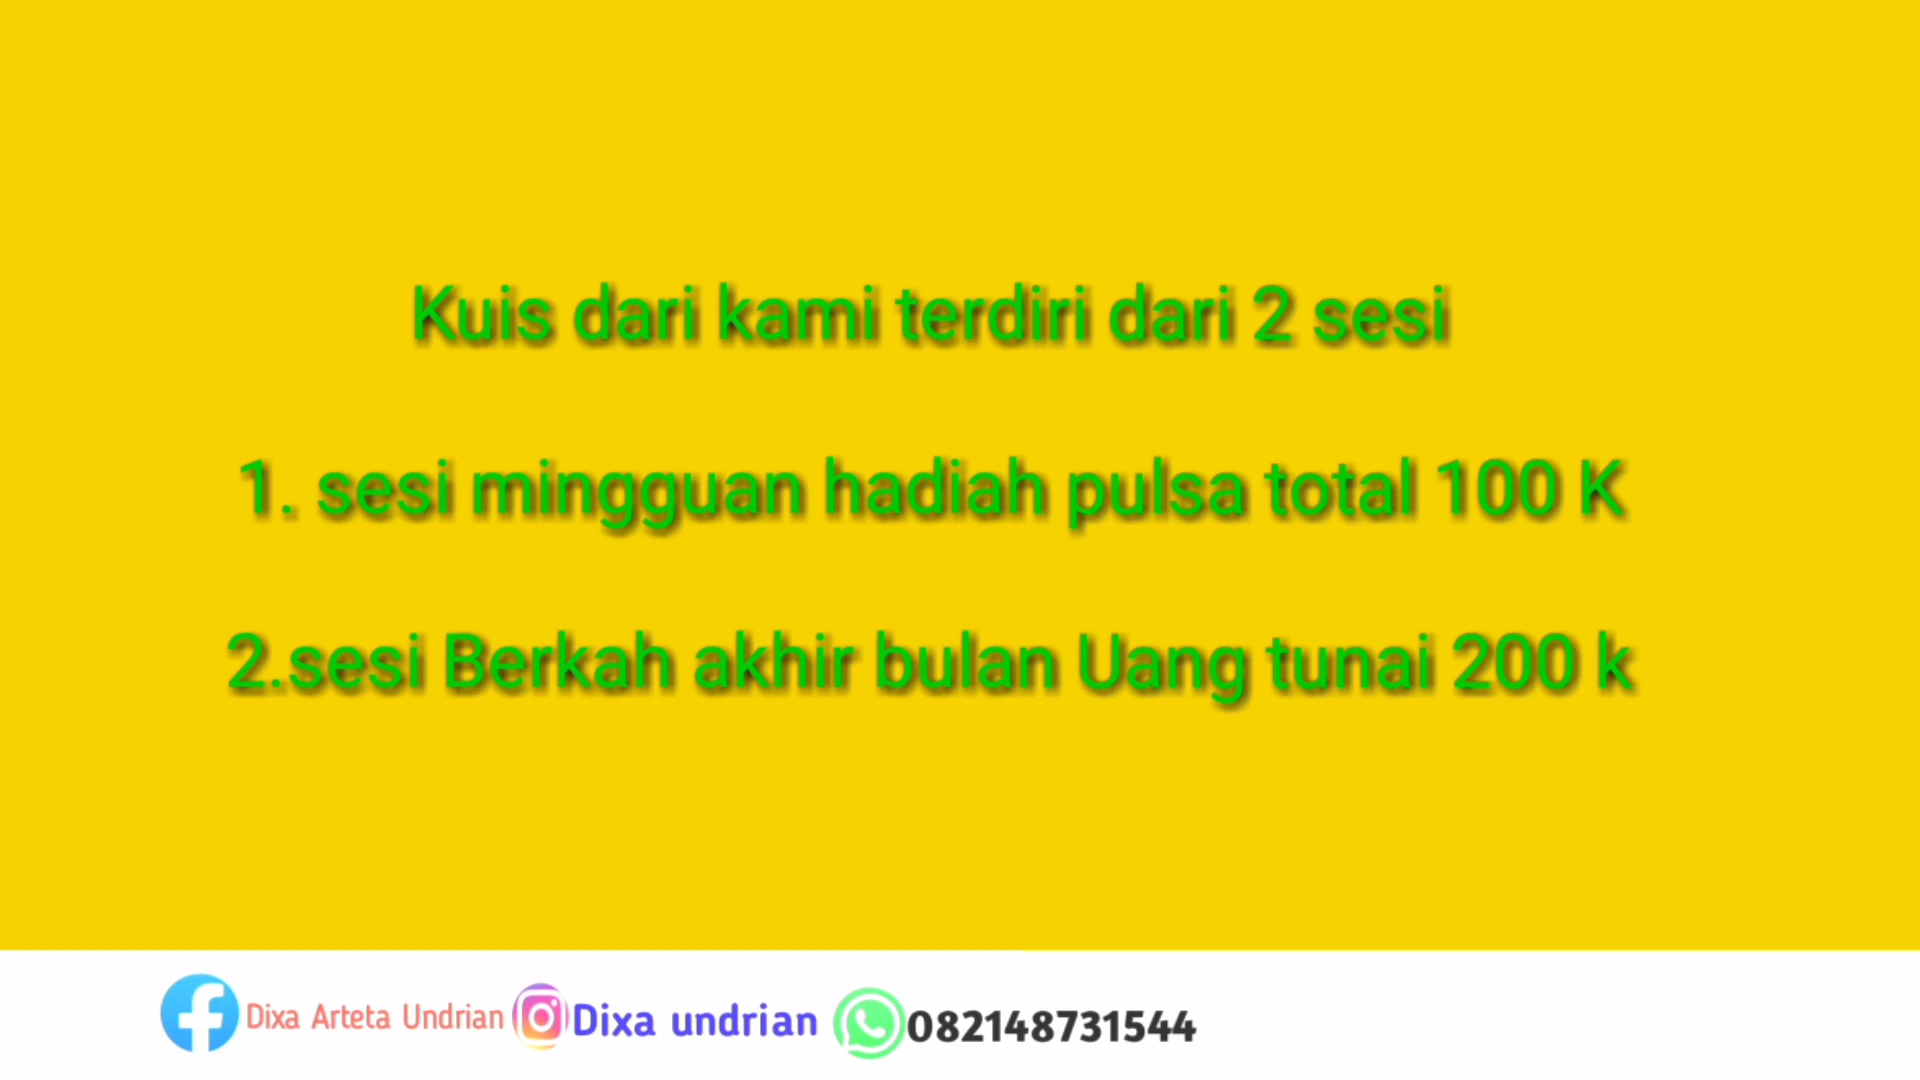 Kuis dari kami terdiri dari 2 sesi
1. sesi mingguan hadiah pulsa total 100 K
2.sesi Berkah akhir bulan Uang tunai 200 k
Dixa Arteta Undrian Dixa undrian 082148731544